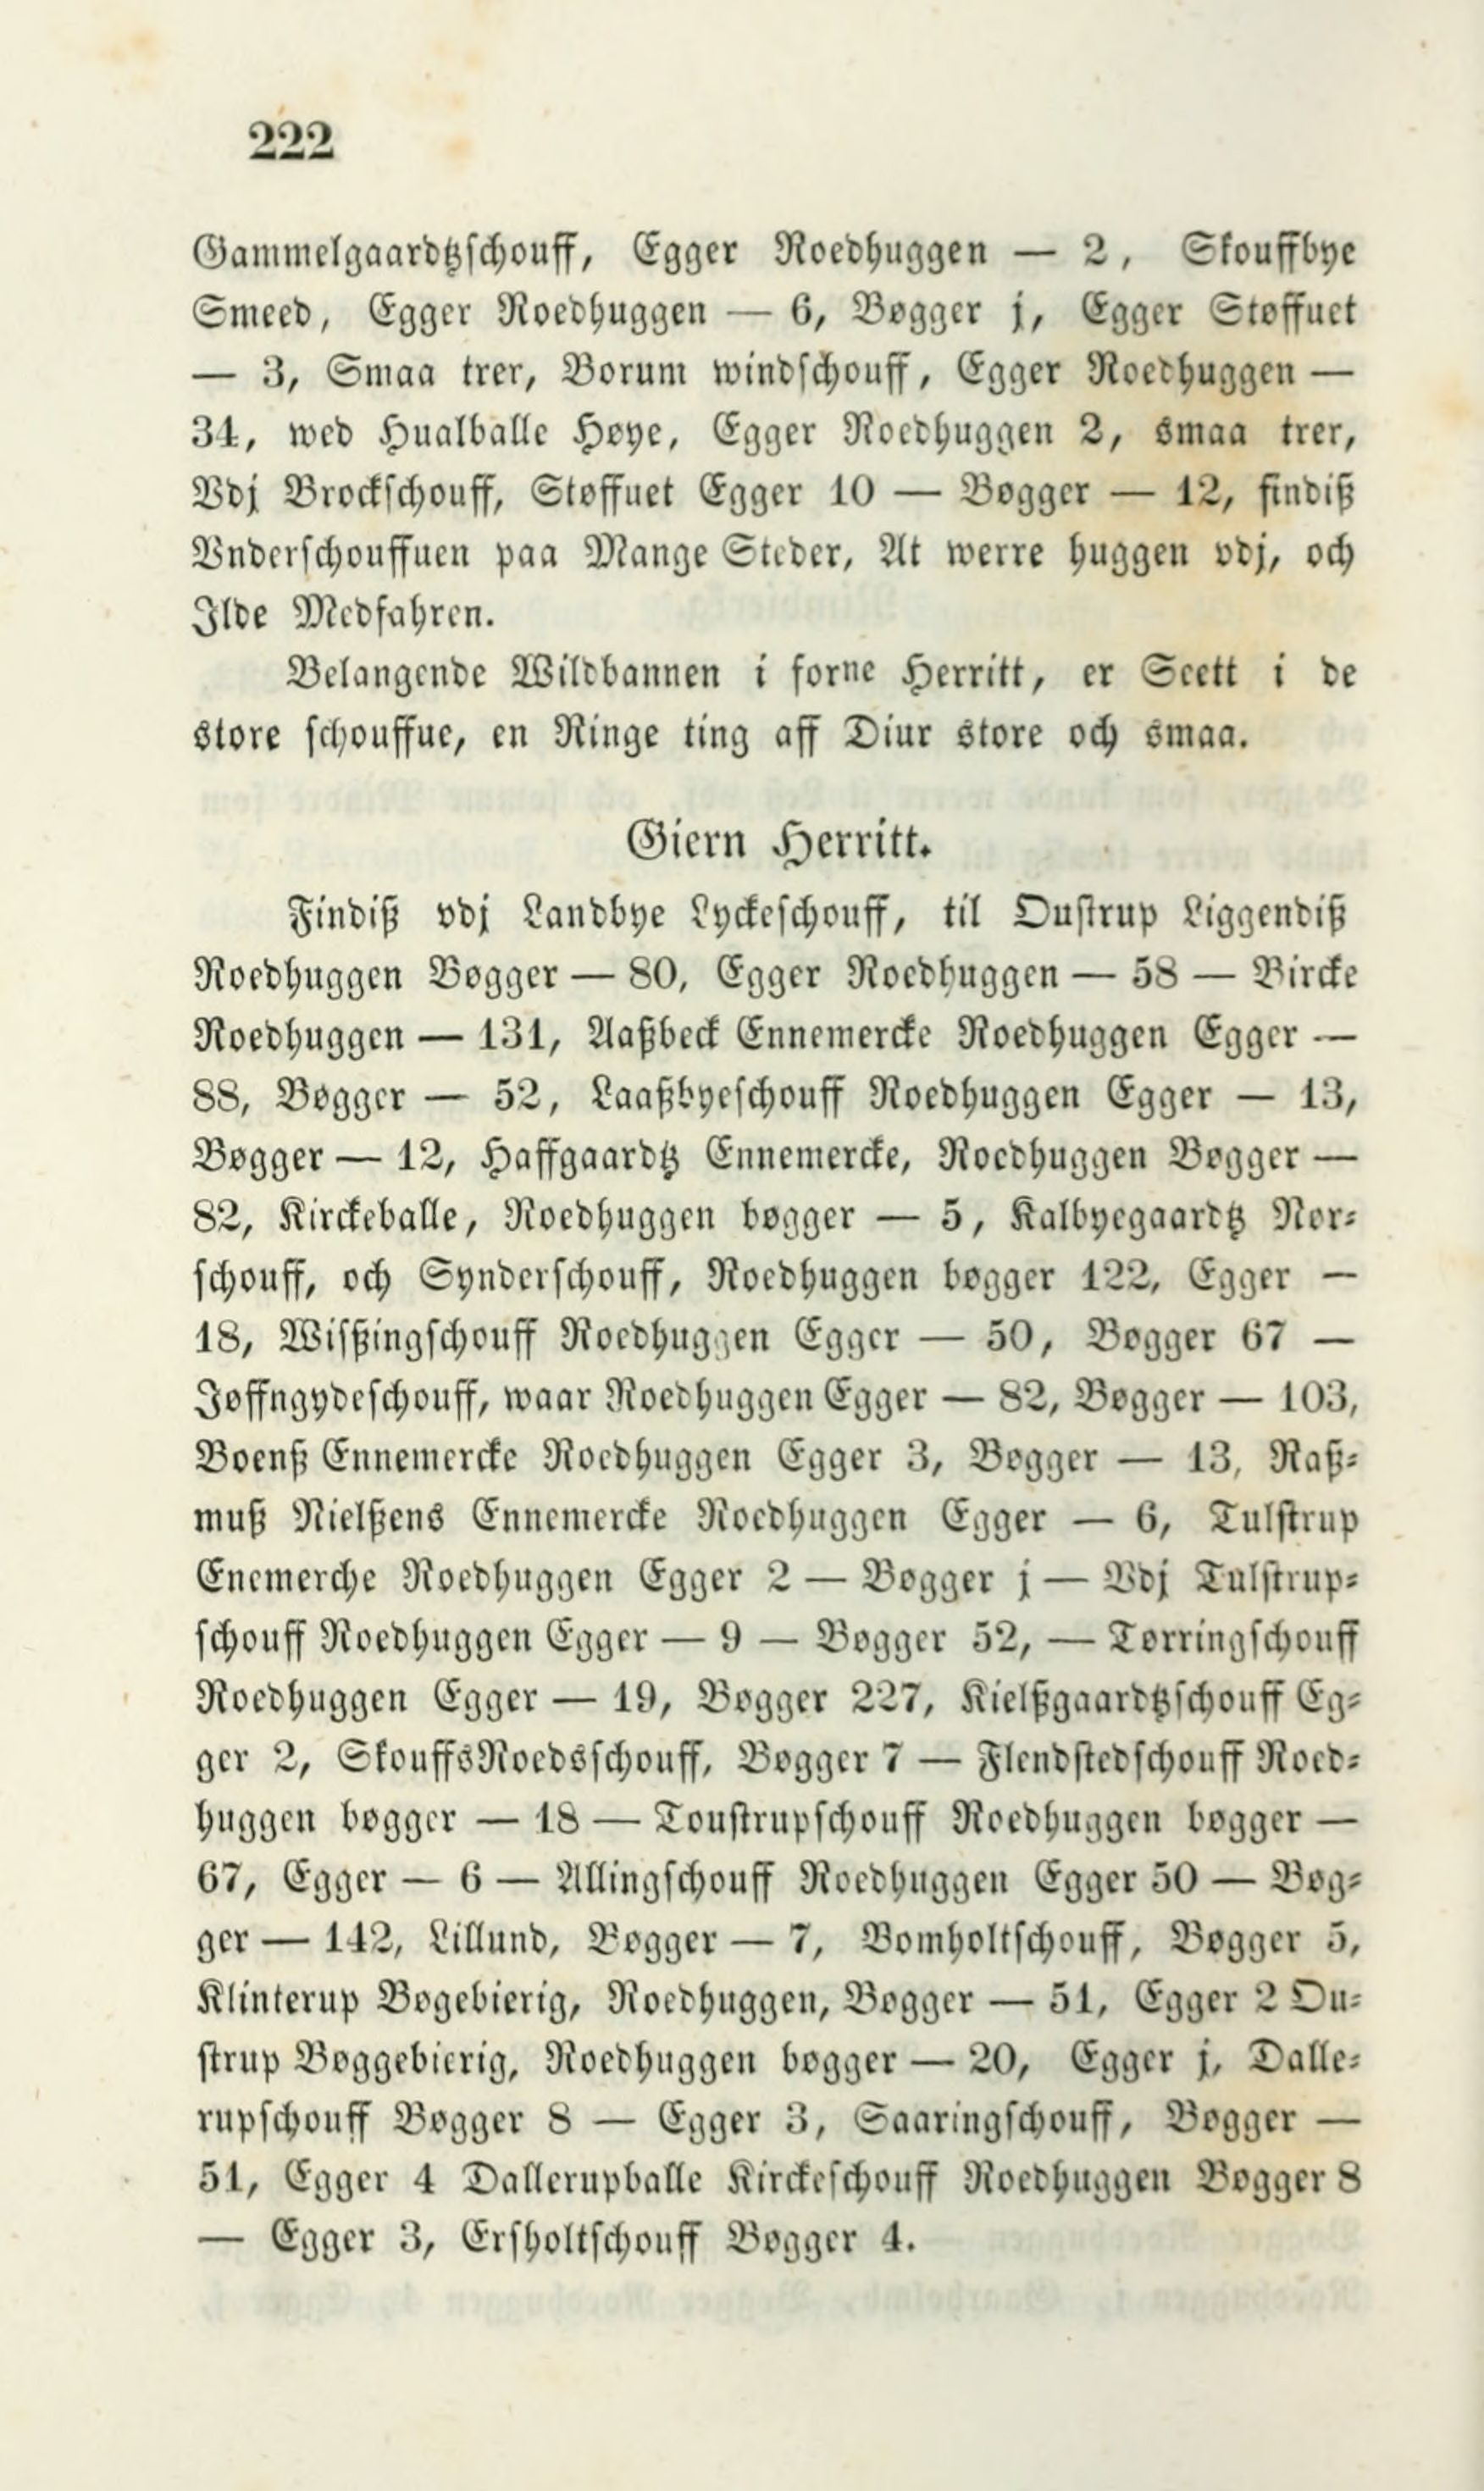 222
Gammelgaardtzschouff, Egger Roedhuggen — 2, Skouffbye
Smeed, Egger Roedhuggen — 6, Bøgger j, Egger Støffuet
— 3, Smaa trer, Borum windschouff, Egger Roedhuggen —
34, wed Hualballe Høye, Egger Roedhuggen 2, smaa trer,
Vdj Brockschouff, Støffuet Egger 10 — Bøgger — 12, findiß
Vnderschouffuen paa Mange Steder, At werre huggen vdj, och
Ilde Medfahren.
Belangende Wildbannen i forne Herritt, er Seett i de
store schouffue, en Ringe ting aff Diur store och smaa.
Giern Herritt.
Findiß vdj Landbye Lyckeschouff, til Dustrup Liggendiß
Roedhuggen Bøgger — 80, Egger Roedhuggen — 58 — Bircke
Roedhuggen — 131, Aaßbeck Ennemercke Roedhuggen Egger —
88, Bøgger — 52, Laaßbyeschouff Roedhuggen Egger — 13,
Bøgger — 12, Haffgaardtz Ennemercke, Roedhuggen Bøgger —
82, Kirckeballe, Roedhuggen bøgger — 5, Kalbyegaardtz Nør-
schouff, och Synderschouff, Roedhuggen bøgger 122, Egger —
18, Wisßingschouff Roedhuggen Egger — 50, Bøgger 67 —
Jøffngydeschouff, waar Roedhuggen Egger — 82, Bøgger — 103,
Boenß Ennemercke Roedhuggen Egger 3, Bøgger — 13, Raß-
muß Nielßens Ennemercke Roedhuggen Egger — 6, Tulstrup
Enemerche Roedhuggen Egger 2 — Bøgger j — Vdj Tulstrup-
schouff Roedhuggen Egger — 9 — Bøgger 52, — Tørringschouff
Roedhuggen Egger — 19, Bøgger 227, Kielßgaardtzschouff Eg-
ger 2, SkouffsRoedsschouff, Bøgger 7 — Flendstedschouff Roed-
huggen bøgger — 18 — Toustrupschouff Roedhuggen bøgger —
67, Egger — 6 — Allingschouff Roedhuggen Egger 50 — Bøg-
ger — 142, Lillund, Bøgger — 7, Bomholtschouff, Bøgger 5,
Klinterup Bøgebierig, Roedhuggen, Bøgger — 51, Egger 2 Du-
strup Bøggebierig, Roedhuggen bøgger — 20, Egger j, Dalle-
rupschouff Bøgger 8 — Egger 3, Saaringschouff, Bøgger —
51, Egger 4 Dallerupballe Kirckeschouff Roedhuggen Bøgger 8
— Egger 3, Ersholtschouff Bøgger 4.